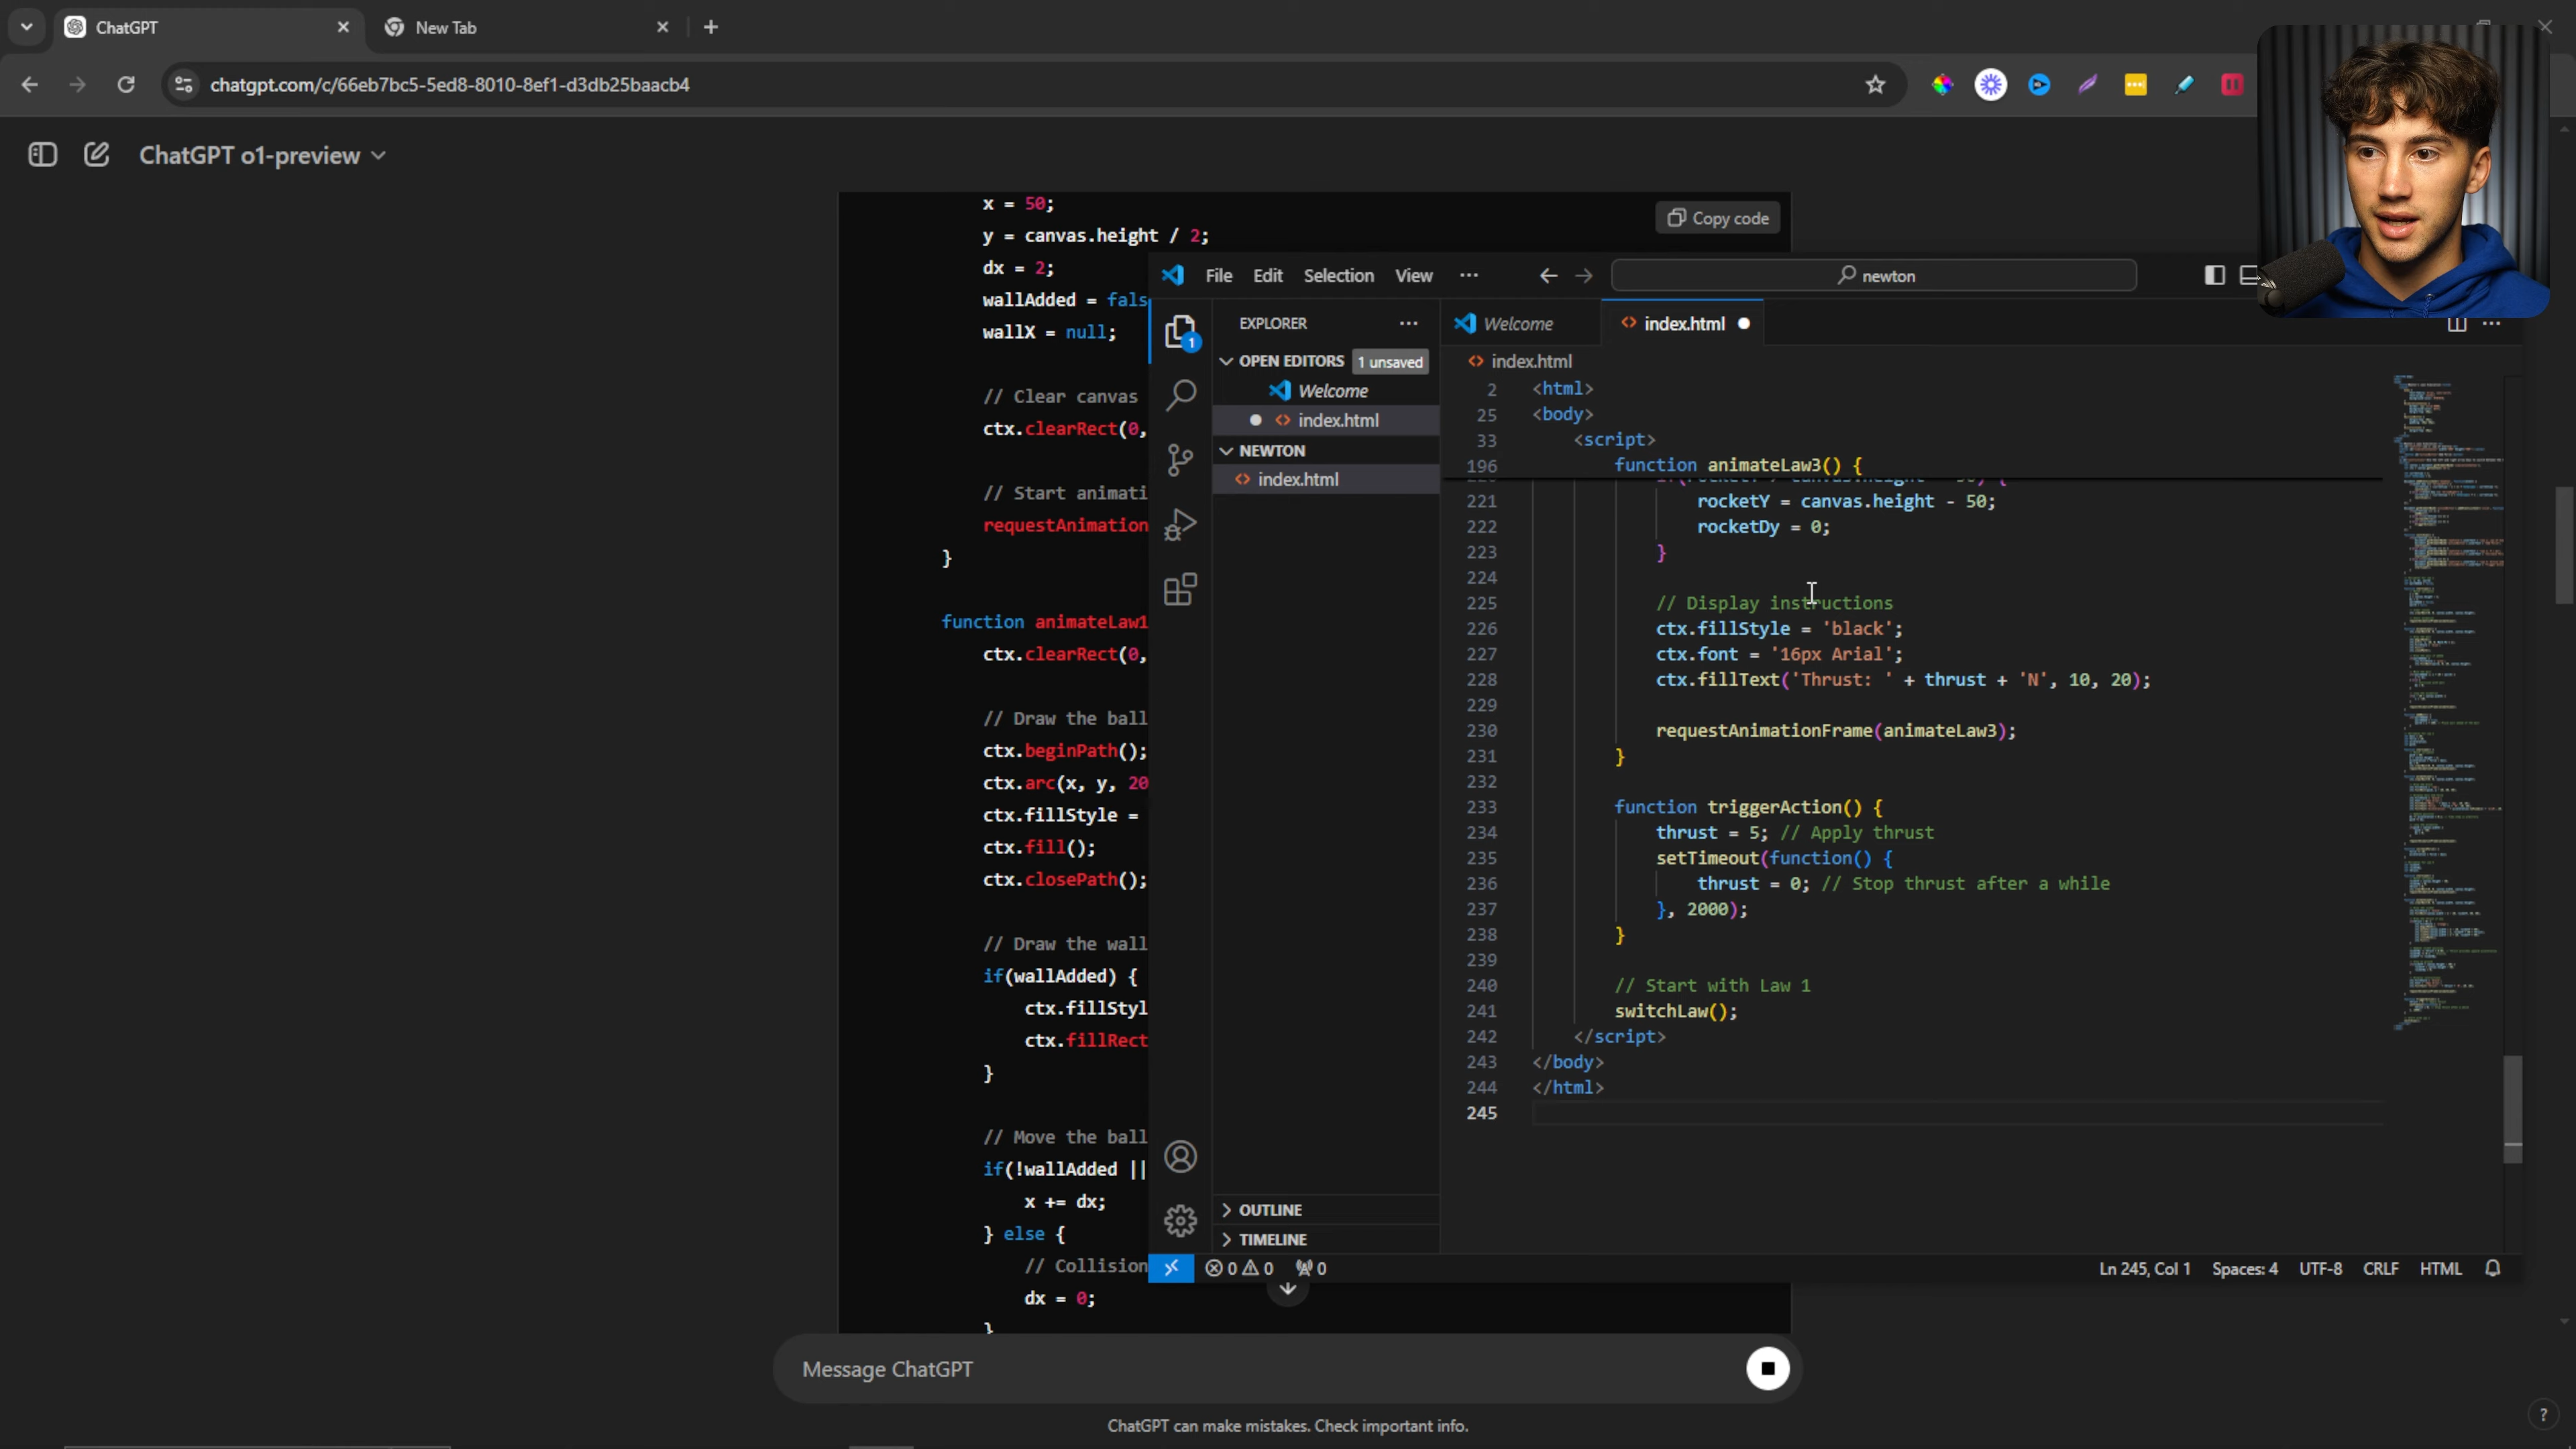 ChatGPT
New Tab
chatgpt.com/c/66eb7bc5-5ed8-8010-8ef1-d3db25baacb4
ChatGPT o1-preview
x = 50;
y = canvas.height / 2;
dx = 2;
wallAdded = fals
wallX = null;
// Clear canvas
ctx.clearRect(0,
// Start animati
requestAnimation
}
function animateLaw1
ctx.clearRect(0,
// Draw the ball
ctx.beginPath();
ctx.arc(x, y, 20
ctx.fillStyle =
ctx.fill();
ctx.closePath();
// Draw the wall
if(wallAdded) {
ctx.fillStyl
ctx.fillRect
}
// Move the ball
if(!wallAdded ||
x += dx;
} else {
// Collision
dx = 0;
}
Copy code
File Edit Selection View ···
newton
EXPLORER ···
OPEN EDITORS 1 unsaved
Welcome
index.html
NEWTON
index.html
OUTLINE
TIMELINE
1
Welcome
index.html
index.html
2 <html>
25 <body>
33 <script>
196 function animateLaw3() {
221 rocketY = canvas.height - 50;
222 rocketDy = 0;
223 }
224
225 // Display instructions
226 ctx.fillStyle = 'black';
227 ctx.font = '16px Arial';
228 ctx.fillText('Thrust: ' + thrust + 'N', 10, 20);
229
230 requestAnimationFrame(animateLaw3);
231 }
232
233 function triggerAction() {
234 thrust = 5; // Apply thrust
235 setTimeout(function() {
236 thrust = 0; // Stop thrust after a while
237 }, 2000);
238 }
239
240 // Start with Law 1
241 switchLaw();
242 </script>
243 </body>
244 </html>
245
0 0 0
Ln 245, Col 1 Spaces: 4 UTF-8 CRLF HTML
Message ChatGPT
ChatGPT can make mistakes. Check important info.
?